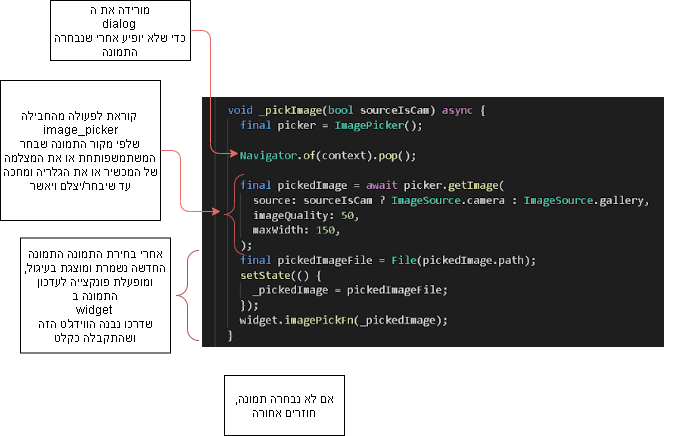 מורידה את ה
dialog
כדי שלא יופיע אחרי שנבחרה
התמונה
קוראת לפעולה מהחבילה
image_picker
שלפי מקור התמונה שבחר
המשתמשפותחת או את המצלמה
של המכשיר או את הגלריה ומחכה
עד שיבחר/יצלם ויאשר
אחרי בחירת התמונה התמונה
החדשה נשמרת ומוצגת בעיגול,
ומופעלת פונקצייה לעדכון
התמונה ב
widget
שדרכו נבנה הווידגט הזה
ושהתקבלה כקלט
void _pickImage(bool sourceIsCam) async {
final picker = ImagePicker();
Navigator.of(context).pop();
final pickedImage = await picker.getImage(
source: sourceIsCam ? ImageSource.camera : ImageSource.gallery,
imageQuality: 50,
maxWidth: 150,
);
final pickedImageFile = File(pickedImage.path);
setState(() {
_pickedImage = pickedImageFile;
});
widget.imagePickFn(_pickedImage);
}
אם לא נבחרה תמונה,
חוזרים אחורה